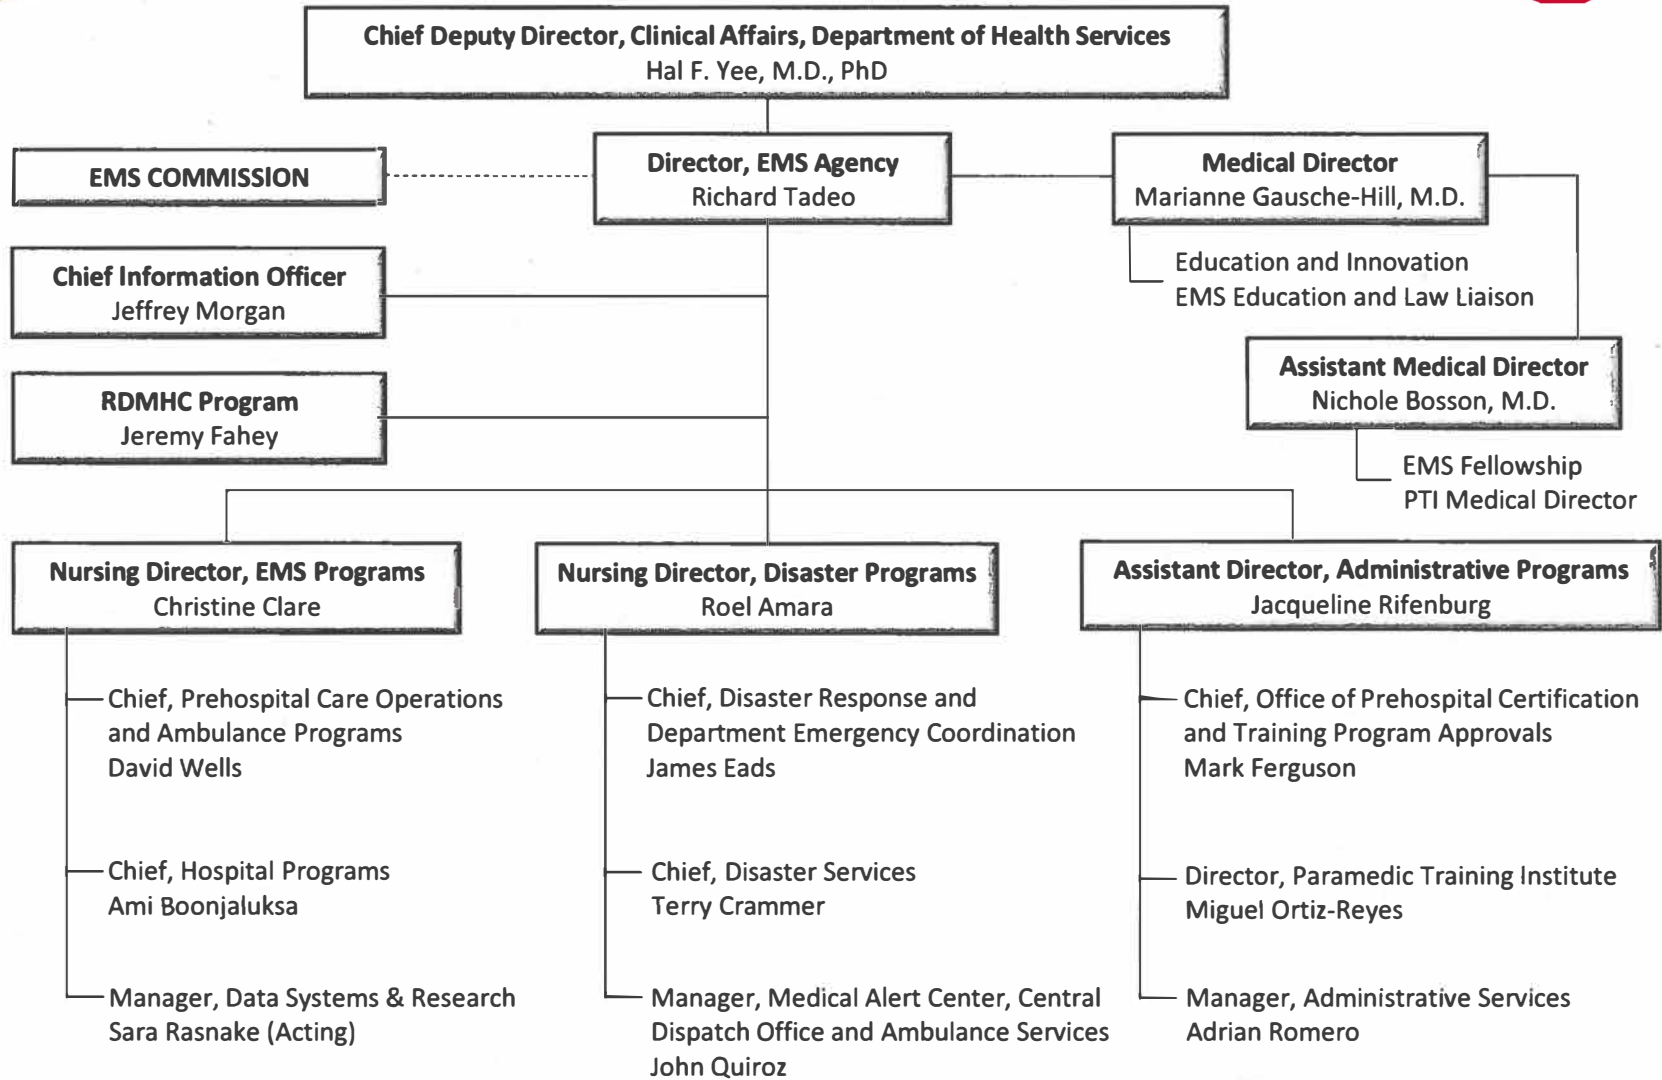 Chief Deputy Director, Clinical Affairs, Department of Health Services
Hal F. Yee, M.D., PhD
EMS COMMISSION
Director, EMS Agency
Richard Tadeo
Medical Director
Marianne Gausche-Hill, M.D.
Education and Innovation
EMS Education and Law Liaison
Chief Information Officer
Jeffrey Morgan
Assistant Medical Director
Nichole Bosson, M.D.
EMS Fellowship
PTI Medical Director
RDMHC Program
Jeremy Fahey
Nursing Director, EMS Programs
Christine Clare
Chief, Prehospital Care Operations
and Ambulance Programs
David Wells
Chief, Hospital Programs
Ami Boonjaluksa
Manager, Data Systems & Research
Sara Rasnake (Acting)
Nursing Director, Disaster Programs
Roel Amara
Chief, Disaster Response and
Department Emergency Coordination
James Eads
Chief, Disaster Services
Terry Crammer
Manager, Medical Alert Center, Central
Dispatch Office and Ambulance Services
John Quiroz
Assistant Director, Administrative Programs
Jacqueline Rifenburg
Chief, Office of Prehospital Certification
and Training Program Approvals
Mark Ferguson
Director, Paramedic Training Institute
Miguel Ortiz-Reyes
Manager, Administrative Services
Adrian Romero